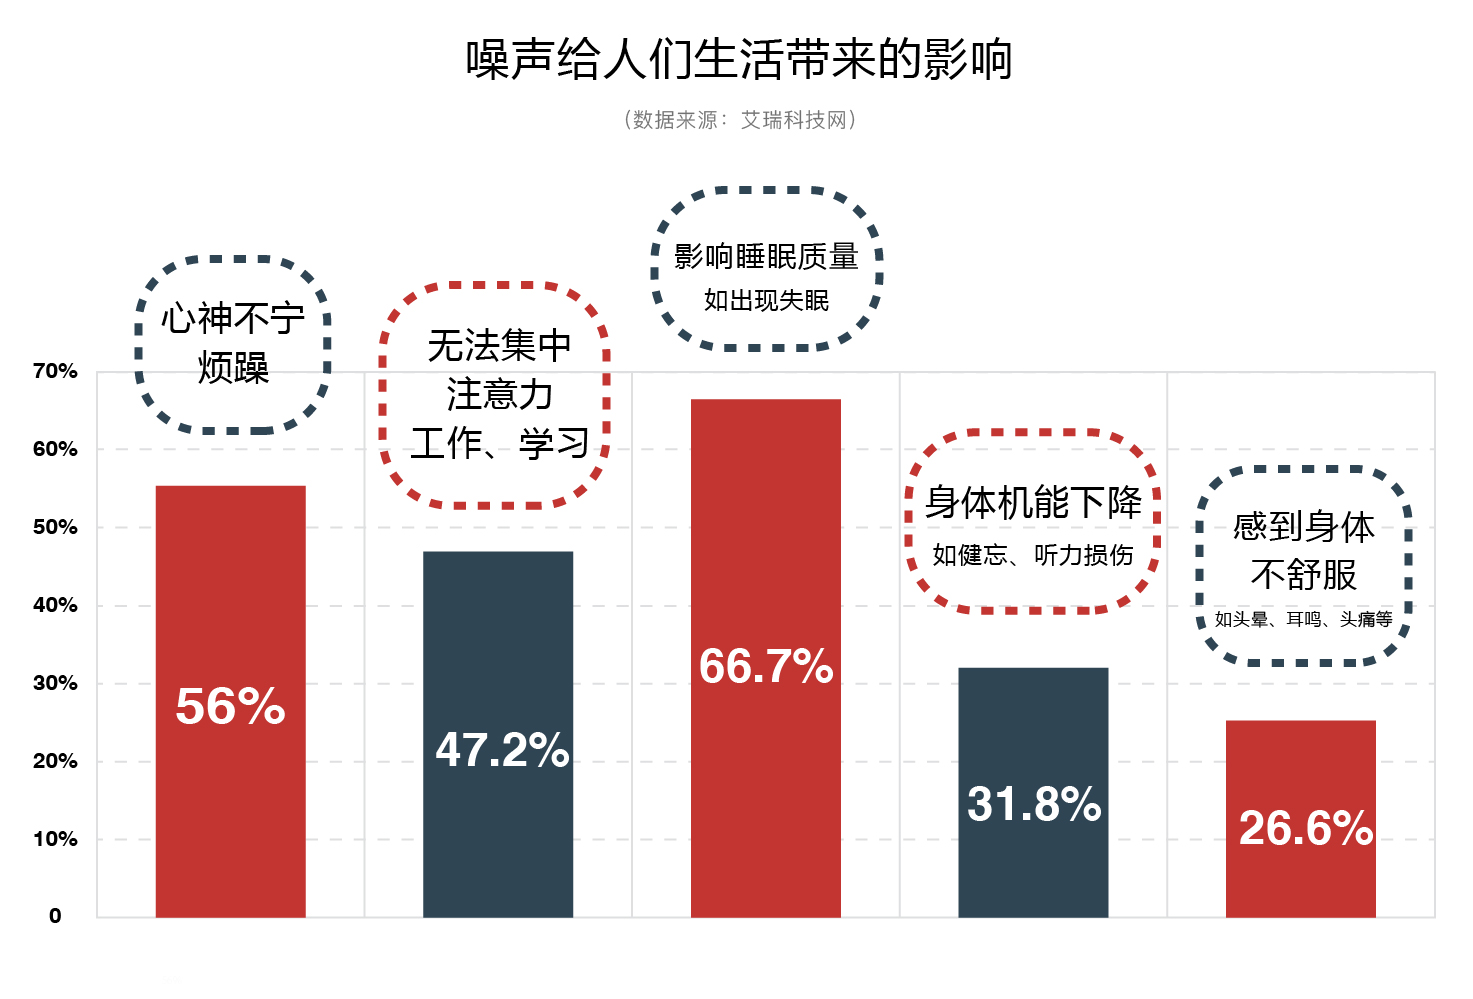 噪声给人们生活带来的影响
（数据来源：艾瑞科技网）
影响睡眠质量
如出现失眠
心神不宁
烦躁
无法集中
注意力
工作、学习
身体机能下降
如健忘、听力损伤
感到身体
不舒服
如头晕、耳鸣、头痛等
70%
60%
50%
40%
30%
20%
10%
0
56%
47.2%
66.7%
31.8%
26.6%